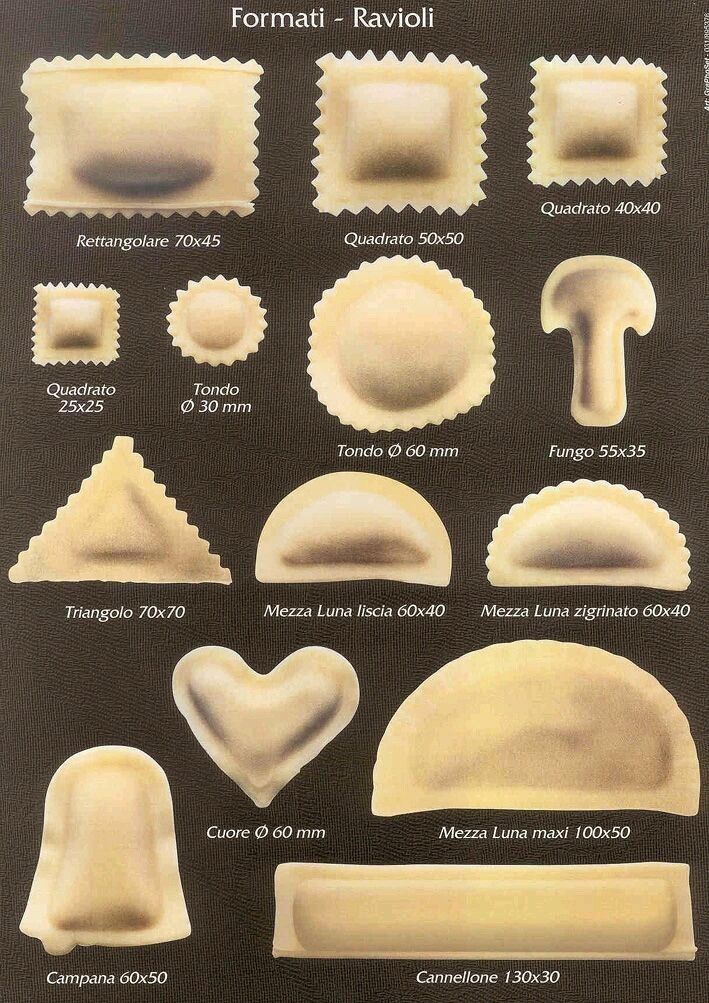 Formati - Ravioli
Rettangolare 70x45
Quadrato 50x50
Quadrato 40x40
Quadrato
25x25
Tondo
Ø 30 mm
Tondo Ø 60 mm
Fungo 55x35
Triangolo 70x70
Mezza Luna liscia 60x40
Mezza Luna zigrinato 60x40
Cuore Ø 60 mm
Mezza Luna maxi 100x50
Campana 60x50
Cannellone 130x30